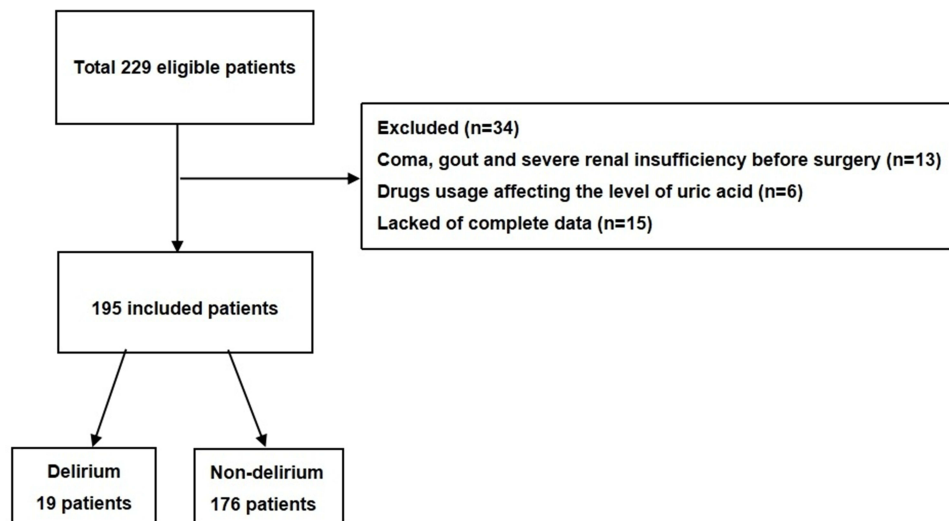 Total 229 eligible patients
Excluded (n=34)
Coma, gout and severe renal insufficiency before surgery (n=13)
Drugs usage affecting the level of uric acid (n=6)
Lacked of complete data (n=15)
195 included patients
Delirium
19 patients
Non-delirium
176 patients